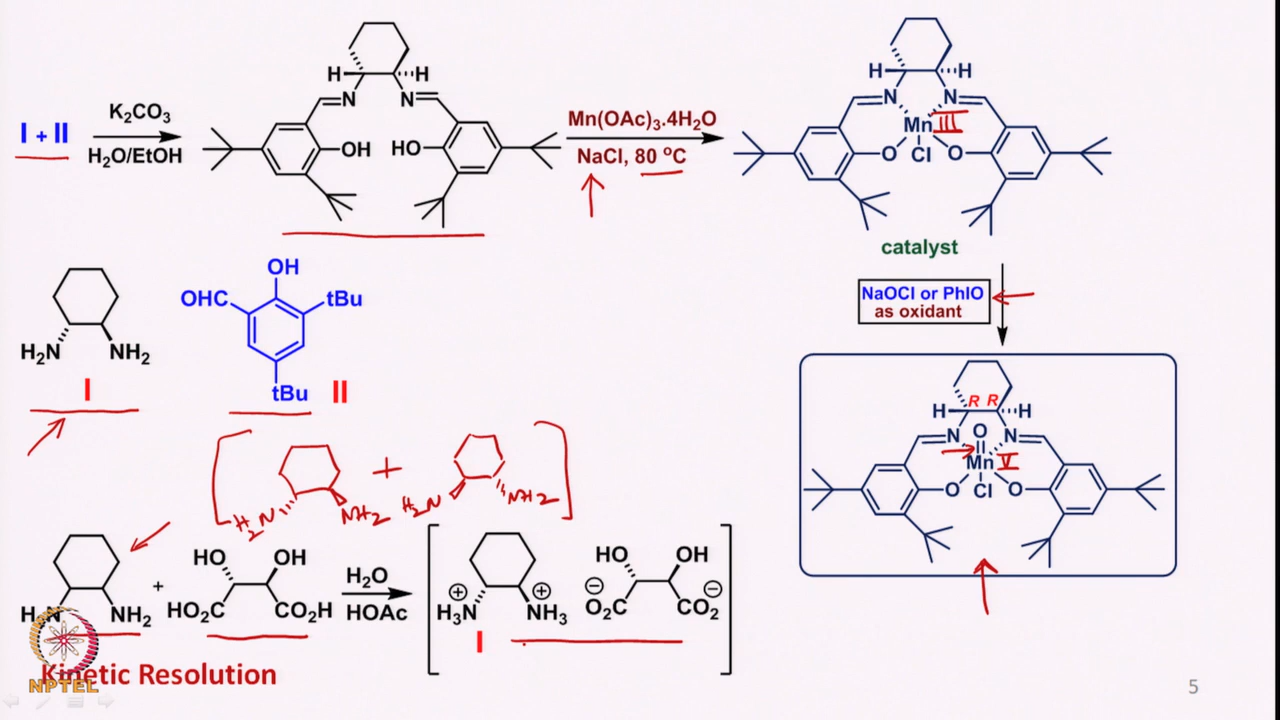 I + II
K₂CO₃
H₂O/EtOH
H H
N N
OH HO
Mn(OAc)₃.4H₂O
NaCl, 80 °C
H H
N N
Mn III
O Cl O
catalyst
NaOCl or PhIO
as oxidant
H₂N NH₂
I
OH
OHC tBu
tBu II
R R
H H
O
N N
Mn V
O Cl O
+
H₂N NH₂ H₂N NH₂
NH₂
+
HO OH
HO₂C CO₂H
H₂O
HOAc
⊕ ⊕
H₃N NH₃
I
HO OH
⊖ ⊖
O₂C CO₂
Kinetic Resolution
NPTEL
5